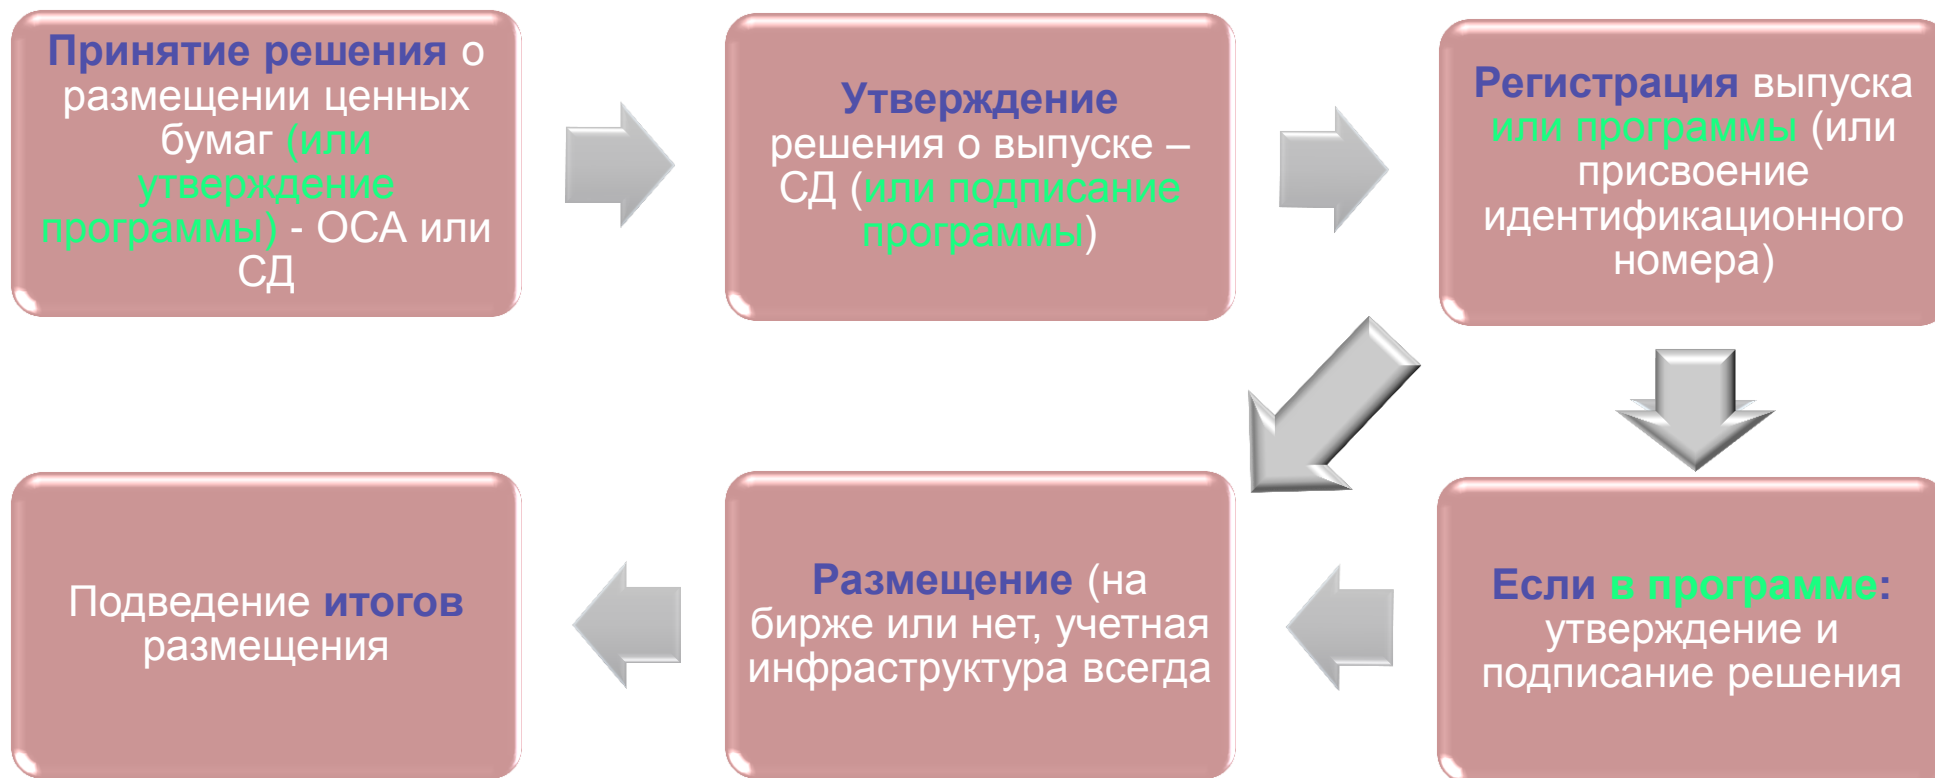 Принятие решения о
размещении ценных
бумаг (или
утверждение
программы) - ОСА или
СД
Утверждение
решения о выпуске –
СД (или подписание
программы)
Регистрация выпуска
или программы (или
присвоение
идентификационного
номера)
Если в программе:
утверждение и
подписание решения
Размещение (на
бирже или нет, учетная
инфраструктура всегда
Подведение итогов
размещения